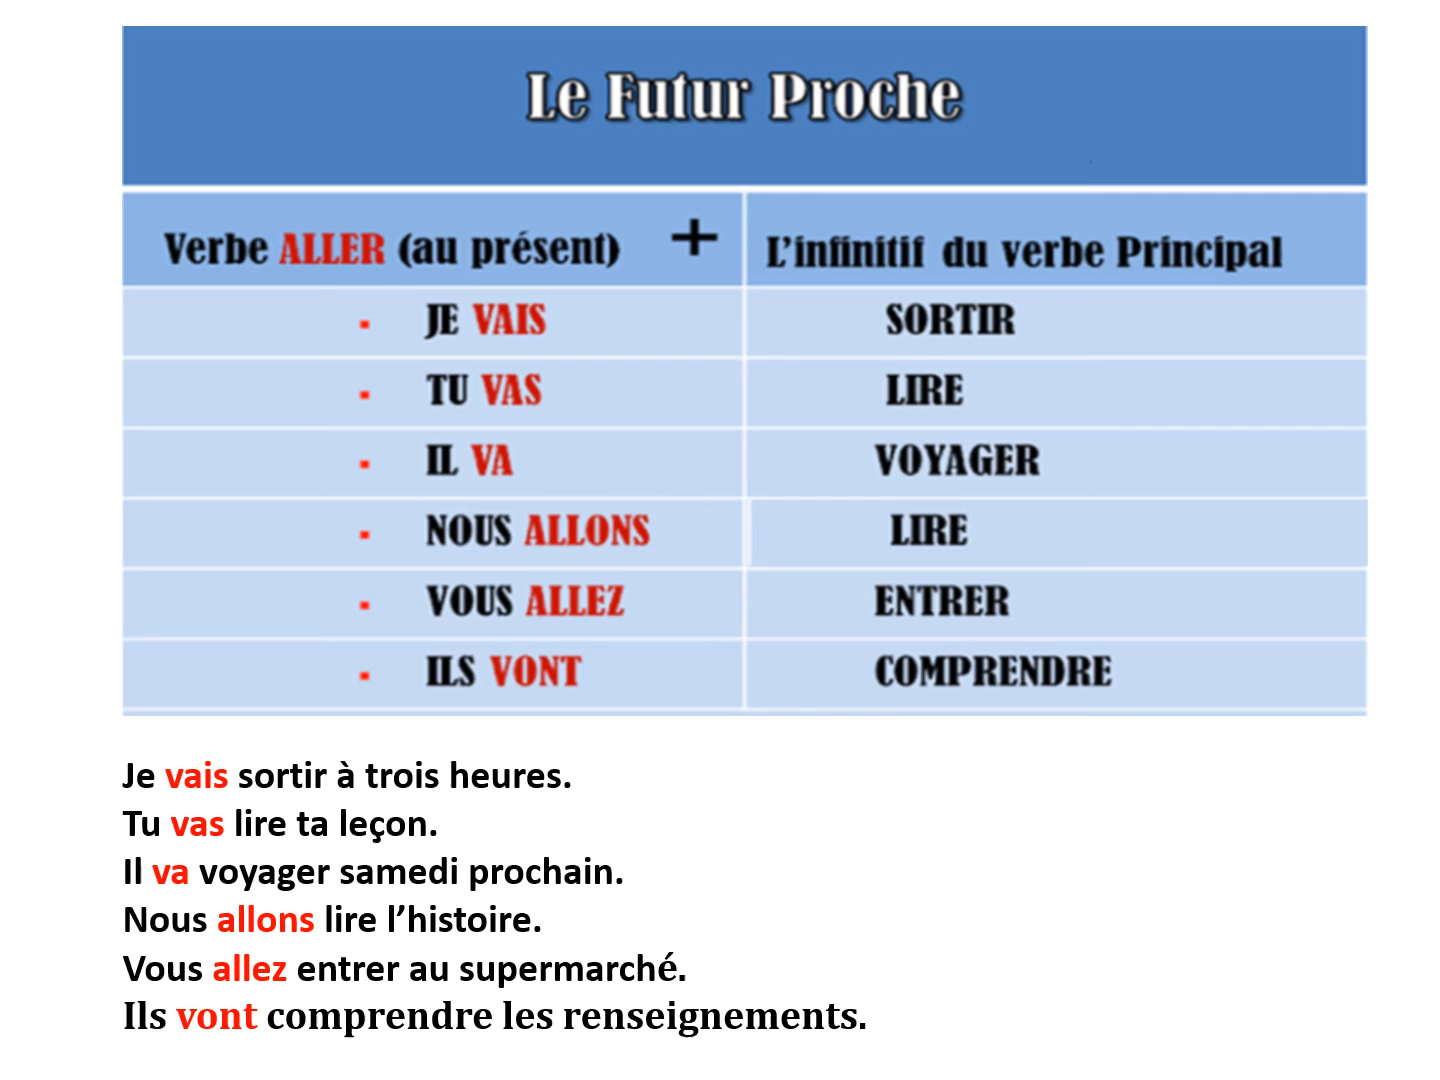 Le Futur Proche
Verbe ALLER (au présent) + L'infinitif du verbe Principal
▪ JE VAIS SORTIR
▪ TU VAS LIRE
▪ IL VA VOYAGER
▪ NOUS ALLONS LIRE
▪ VOUS ALLEZ ENTRER
▪ ILS VONT COMPRENDRE
Je vais sortir à trois heures.
Tu vas lire ta leçon.
Il va voyager samedi prochain.
Nous allons lire l’histoire.
Vous allez entrer au supermarché.
Ils vont comprendre les renseignements.